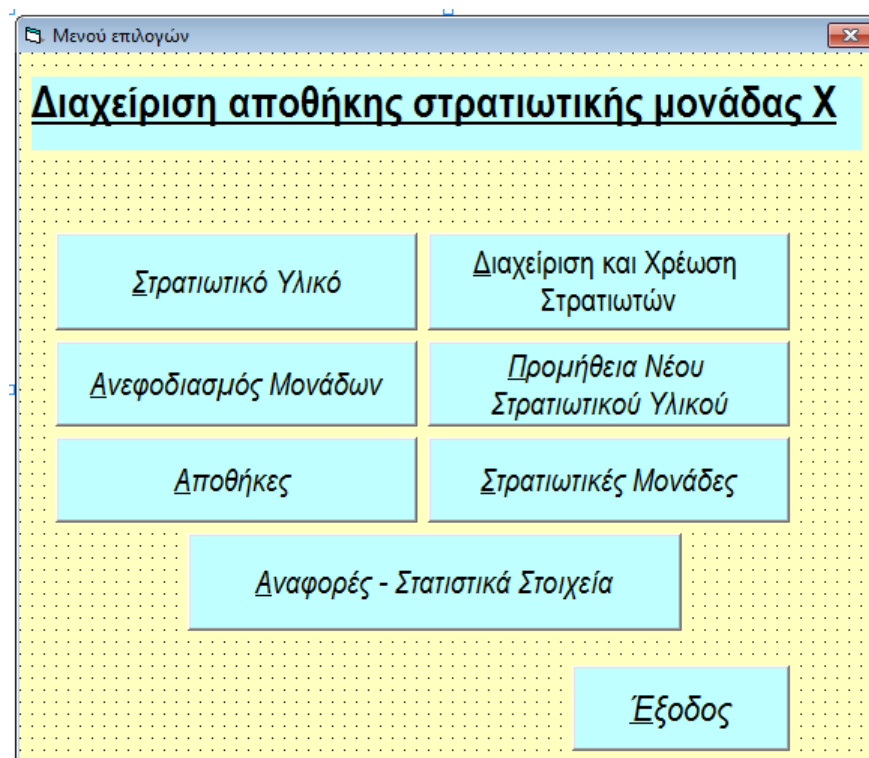 Μενού επιλογών
Διαχείριση αποθήκης στρατιωτικής μονάδας Χ
Στρατιωτικό Υλικό
Διαχείριση και Χρέωση
Στρατιωτών
Ανεφοδιασμός Μονάδων
Προμήθεια Νέου
Στρατιωτικού Υλικού
Αποθήκες
Στρατιωτικές Μονάδες
Αναφορές - Στατιστικά Στοιχεία
Έξοδος